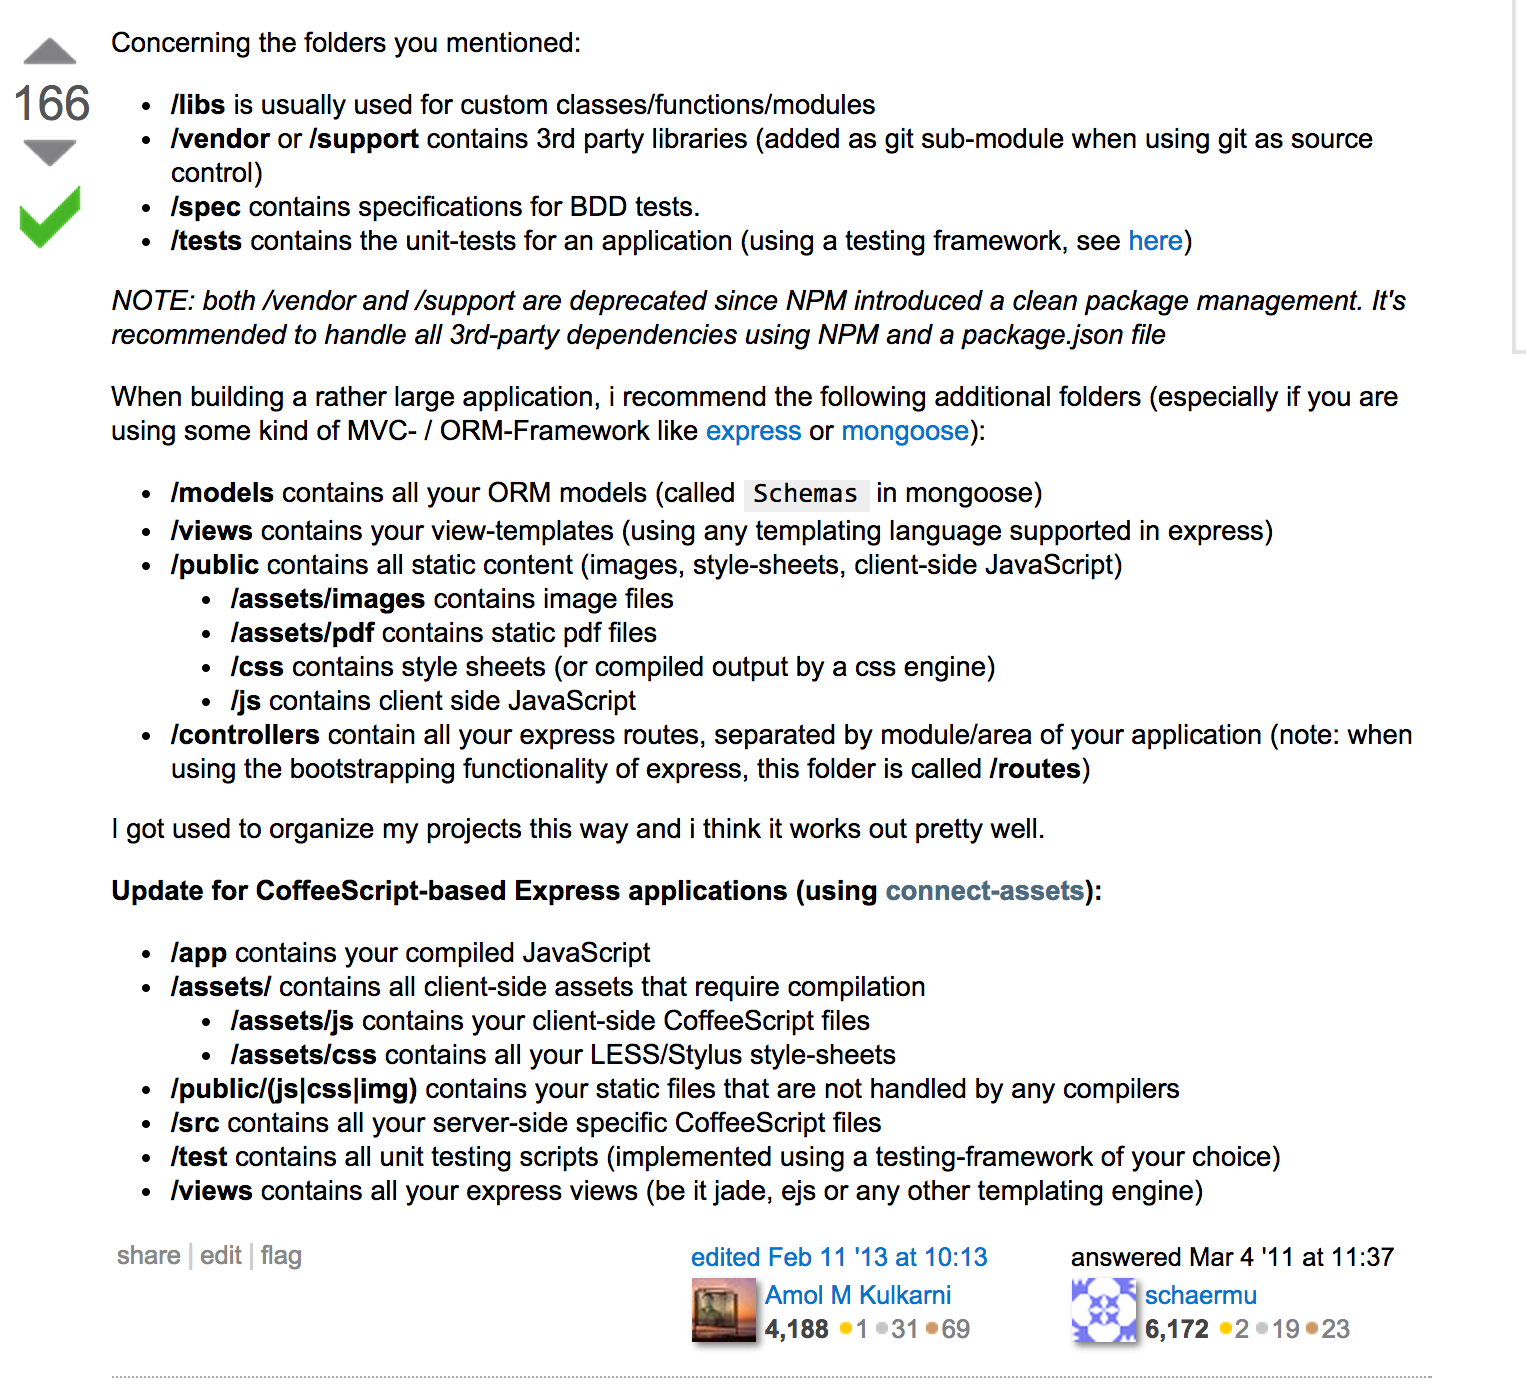 Concerning the folders you mentioned:
166
• /libs is usually used for custom classes/functions/modules
• /vendor or /support contains 3rd party libraries (added as git sub-module when using git as source
control)
• /spec contains specifications for BDD tests.
• /tests contains the unit-tests for an application (using a testing framework, see here)
NOTE: both /vendor and /support are deprecated since NPM introduced a clean package management. It's
recommended to handle all 3rd-party dependencies using NPM and a package.json file
When building a rather large application, i recommend the following additional folders (especially if you are
using some kind of MVC- / ORM-Framework like express or mongoose):
• /models contains all your ORM models (called Schemas in mongoose)
• /views contains your view-templates (using any templating language supported in express)
• /public contains all static content (images, style-sheets, client-side JavaScript)
• /assets/images contains image files
• /assets/pdf contains static pdf files
• /css contains style sheets (or compiled output by a css engine)
• /js contains client side JavaScript
• /controllers contain all your express routes, separated by module/area of your application (note: when
using the bootstrapping functionality of express, this folder is called /routes)
I got used to organize my projects this way and i think it works out pretty well.
Update for CoffeeScript-based Express applications (using connect-assets):
• /app contains your compiled JavaScript
• /assets/ contains all client-side assets that require compilation
• /assets/js contains your client-side CoffeeScript files
• /assets/css contains all your LESS/Stylus style-sheets
• /public/(js|css|img) contains your static files that are not handled by any compilers
• /src contains all your server-side specific CoffeeScript files
• /test contains all unit testing scripts (implemented using a testing-framework of your choice)
• /views contains all your express views (be it jade, ejs or any other templating engine)
share | edit | flag
edited Feb 11 '13 at 10:13
Amol M Kulkarni
4,188 ●1 ●31 ●69
answered Mar 4 '11 at 11:37
schaermu
6,172 ●2 ●19 ●23